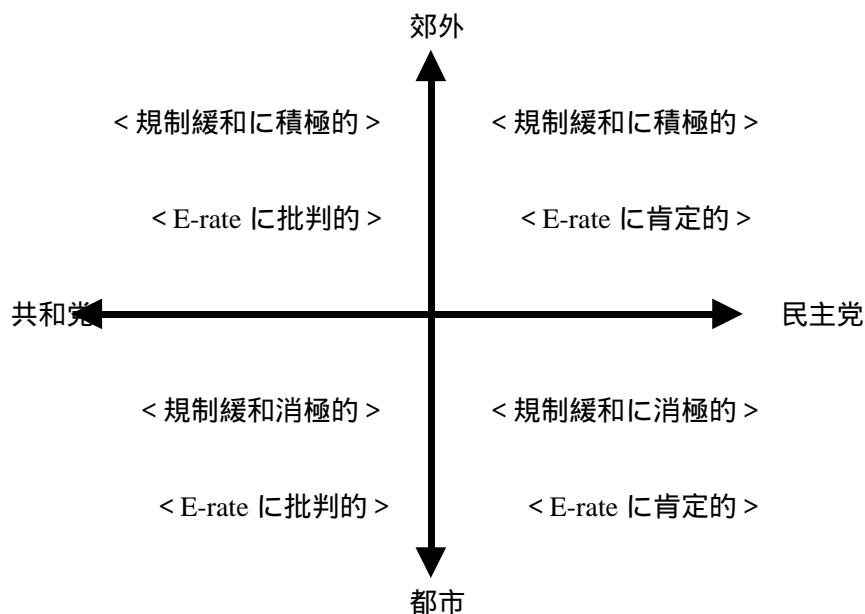 郊外
<規制緩和に積極的> <規制緩和に積極的>
<E-rate に批判的> <E-rate に肯定的>
共和党 民主党
<規制緩和消極的> <規制緩和に消極的>
<E-rate に批判的> <E-rate に肯定的>
都市